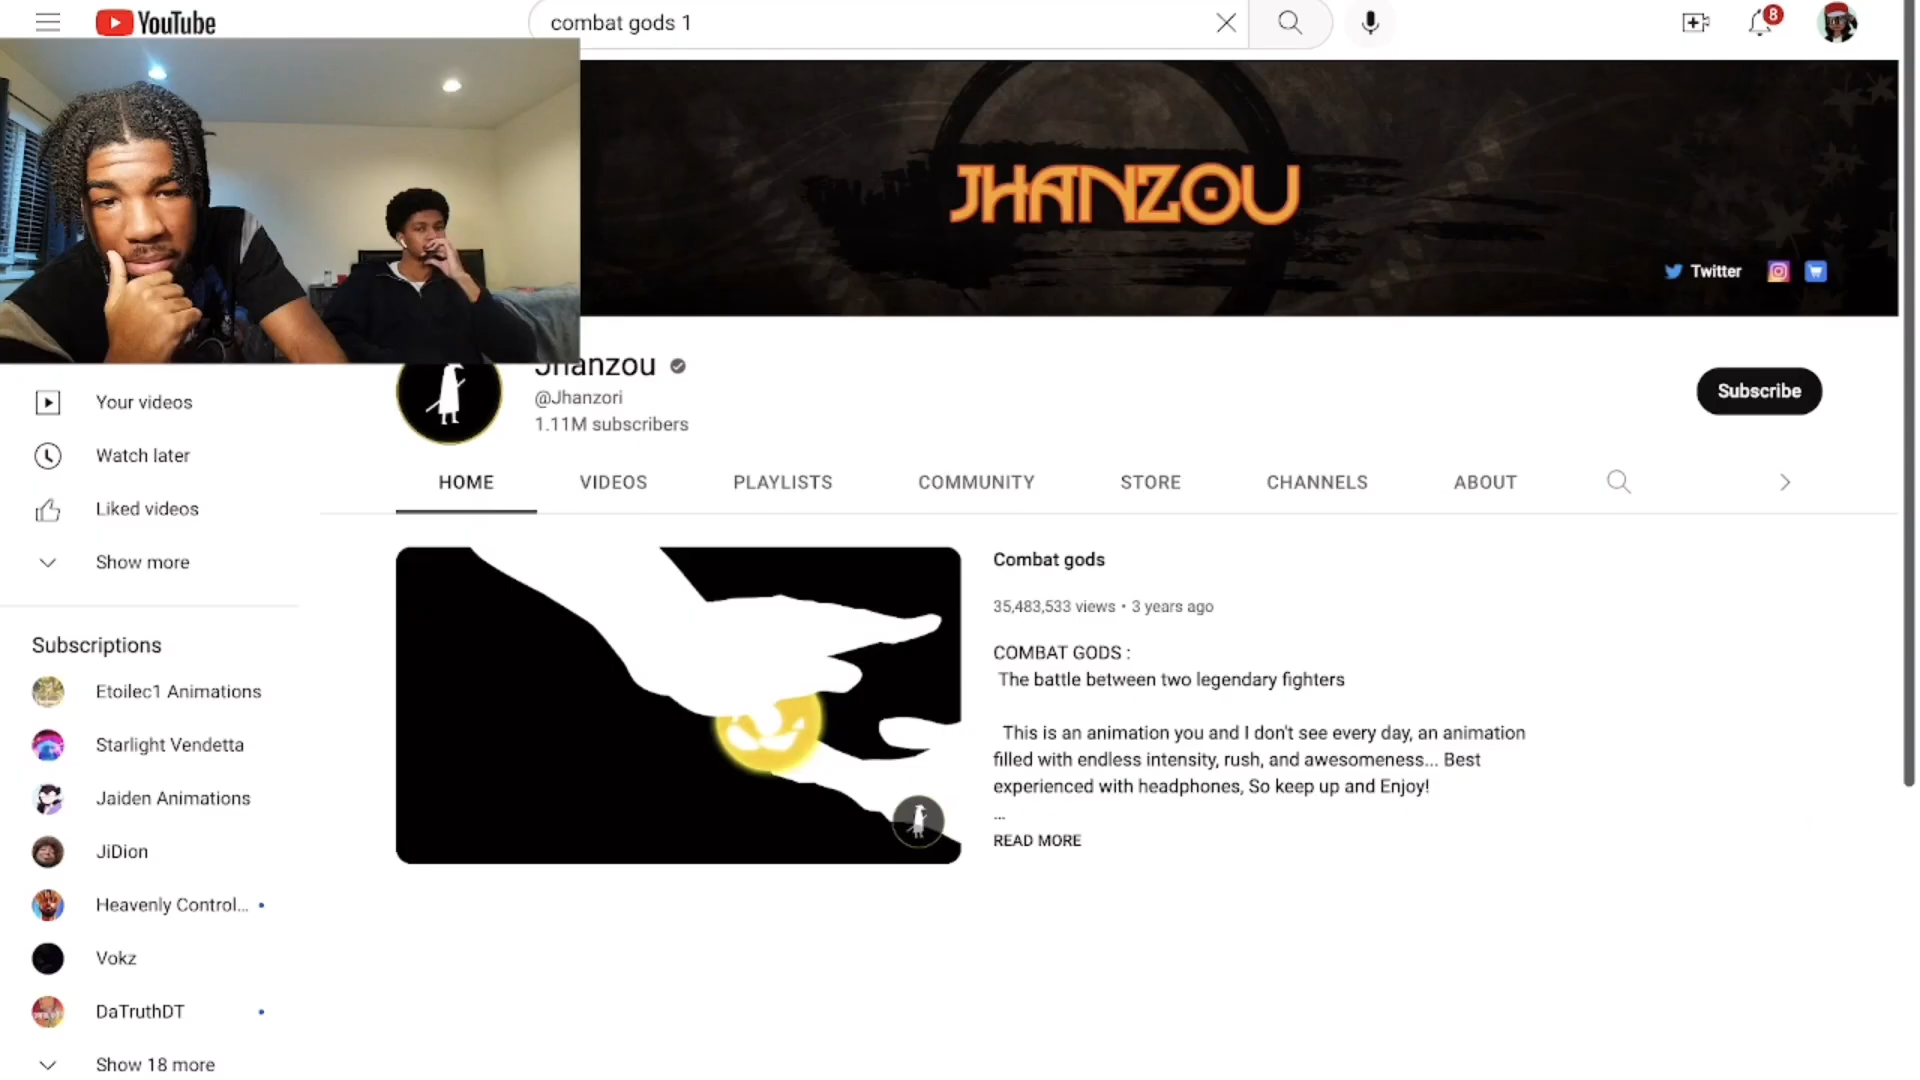 YouTube
combat gods 1
8
JHANZOU
Twitter
Jhanzou
@Jhanzori
1.11M subscribers
Subscribe
HOME
VIDEOS
PLAYLISTS
COMMUNITY
STORE
CHANNELS
ABOUT
Your videos
Watch later
Liked videos
Show more
Subscriptions
Etoilec1 Animations
Starlight Vendetta
Jaiden Animations
JiDion
Heavenly Control...
Vokz
DaTruthDT
Show 18 more
Combat gods
35,483,533 views • 3 years ago
COMBAT GODS :
The battle between two legendary fighters
This is an animation you and I don't see every day, an animation
filled with endless intensity, rush, and awesomeness... Best
experienced with headphones, So keep up and Enjoy!
...
READ MORE